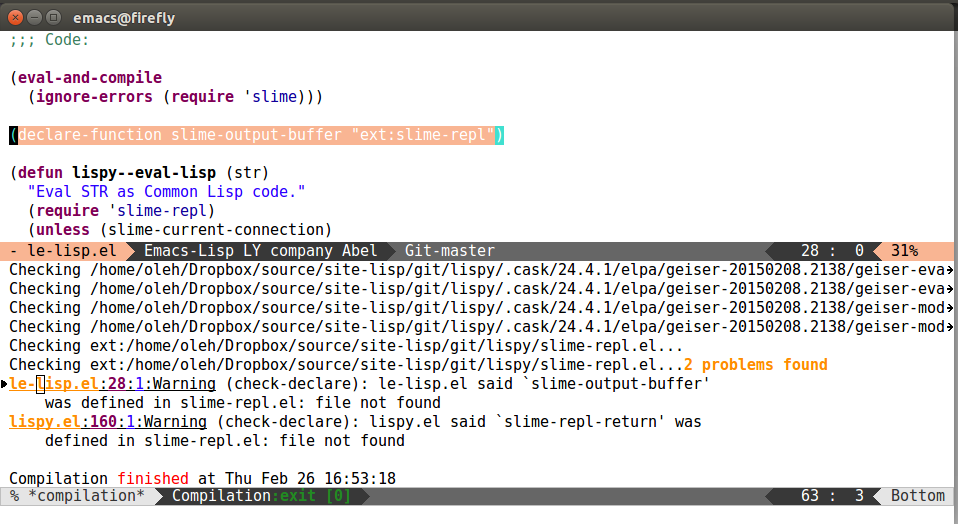 emacs@firefly
;;; Code:
(eval-and-compile
  (ignore-errors (require 'slime)))
(declare-function slime-output-buffer "ext:slime-repl")
(defun lispy--eval-lisp (str)
  "Eval STR as Common Lisp code."
  (require 'slime-repl)
  (unless (slime-current-connection)
- le-lisp.el Emacs-Lisp LY company Abel Git-master 28 : 0 31%
Checking /home/oleh/Dropbox/source/site-lisp/git/lispy/.cask/24.4.1/elpa/geiser-20150208.2138/geiser-eva
Checking /home/oleh/Dropbox/source/site-lisp/git/lispy/.cask/24.4.1/elpa/geiser-20150208.2138/geiser-eva
Checking /home/oleh/Dropbox/source/site-lisp/git/lispy/.cask/24.4.1/elpa/geiser-20150208.2138/geiser-mod
Checking /home/oleh/Dropbox/source/site-lisp/git/lispy/.cask/24.4.1/elpa/geiser-20150208.2138/geiser-mod
Checking ext:/home/oleh/Dropbox/source/site-lisp/git/lispy/slime-repl.el...
Checking ext:/home/oleh/Dropbox/source/site-lisp/git/lispy/slime-repl.el...2 problems found
le-lisp.el:28:1:Warning (check-declare): le-lisp.el said `slime-output-buffer'
    was defined in slime-repl.el: file not found
lispy.el:160:1:Warning (check-declare): lispy.el said `slime-repl-return' was
    defined in slime-repl.el: file not found
Compilation finished at Thu Feb 26 16:53:18
% *compilation* Compilation:exit [0] 63 : 3 Bottom